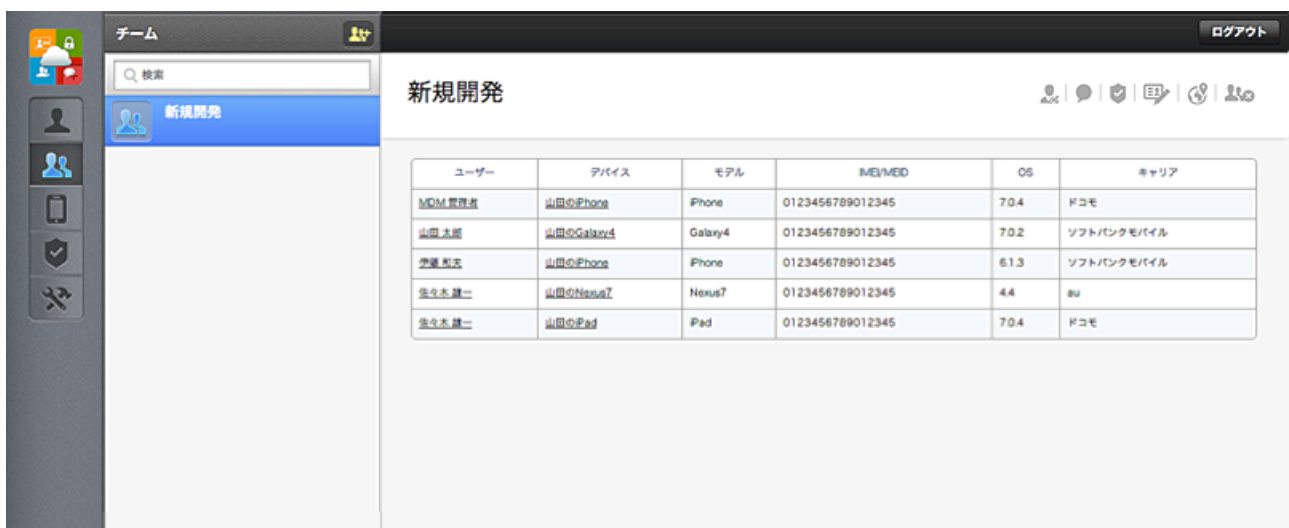 チーム
ログアウト
検索
新規開発
新規開発
ユーザー デバイス モデル IMEI/MEID OS キャリア
MDM 管理者 山田のiPhone iPhone 0123456789012345 7.0.4 ドコモ
山田 太郎 山田のGalaxy4 Galaxy4 0123456789012345 7.0.2 ソフトバンクモバイル
伊藤 和夫 山田のiPhone iPhone 0123456789012345 6.1.3 ソフトバンクモバイル
佐々木 雄一 山田のNexus7 Nexus7 0123456789012345 4.4 au
佐々木 雄一 山田のiPad iPad 0123456789012345 7.0.4 ドコモ